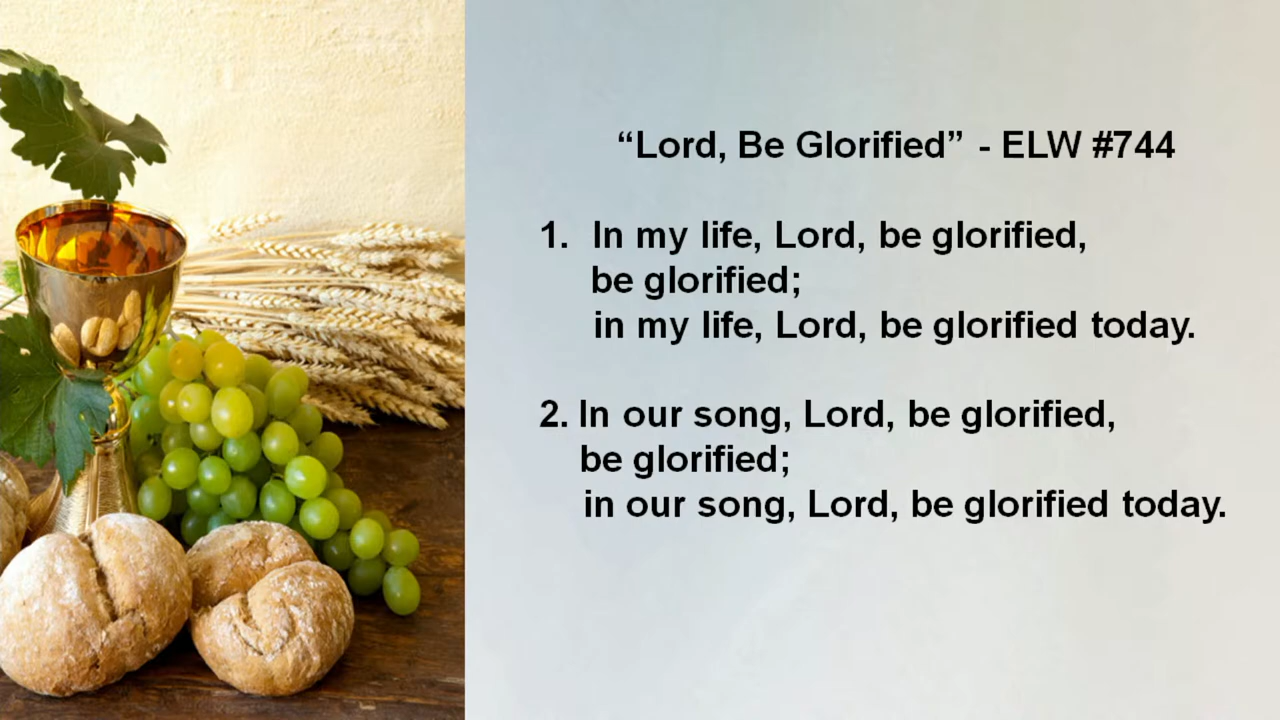 “Lord, Be Glorified” - ELW #744
1. In my life, Lord, be glorified,
be glorified;
in my life, Lord, be glorified today.
2. In our song, Lord, be glorified,
be glorified;
in our song, Lord, be glorified today.